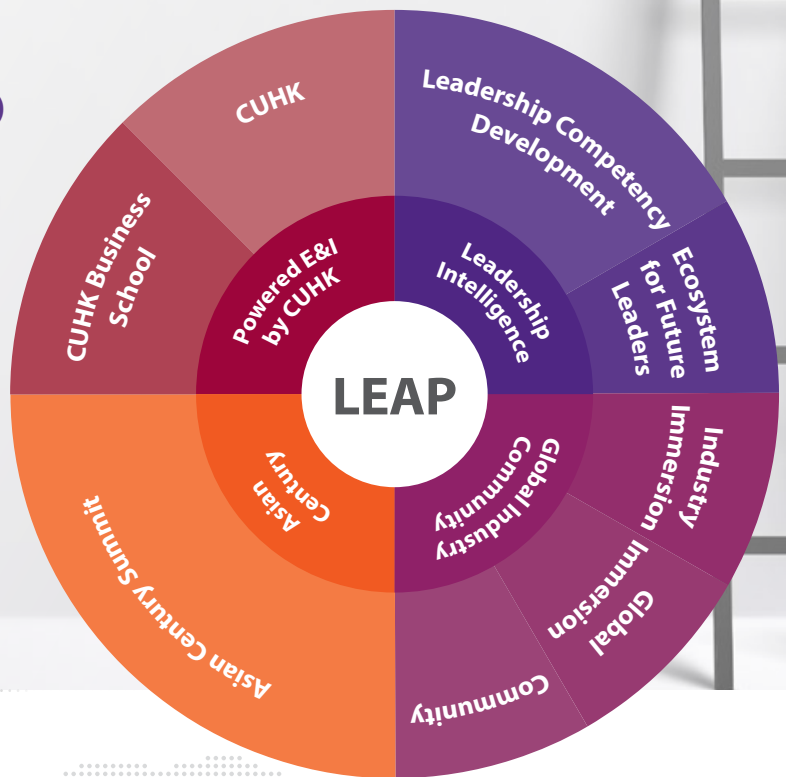 LEAP
Leadership
Intelligence
Leadership Competency
Development
Ecosystem
for Future
Leaders
Global Industry
Community
Industry
Immersion
Global
Immersion
Community
Asian
Century
Asian Century Summit
Powered E&I
by CUHK
CUHK Business
School
CUHK